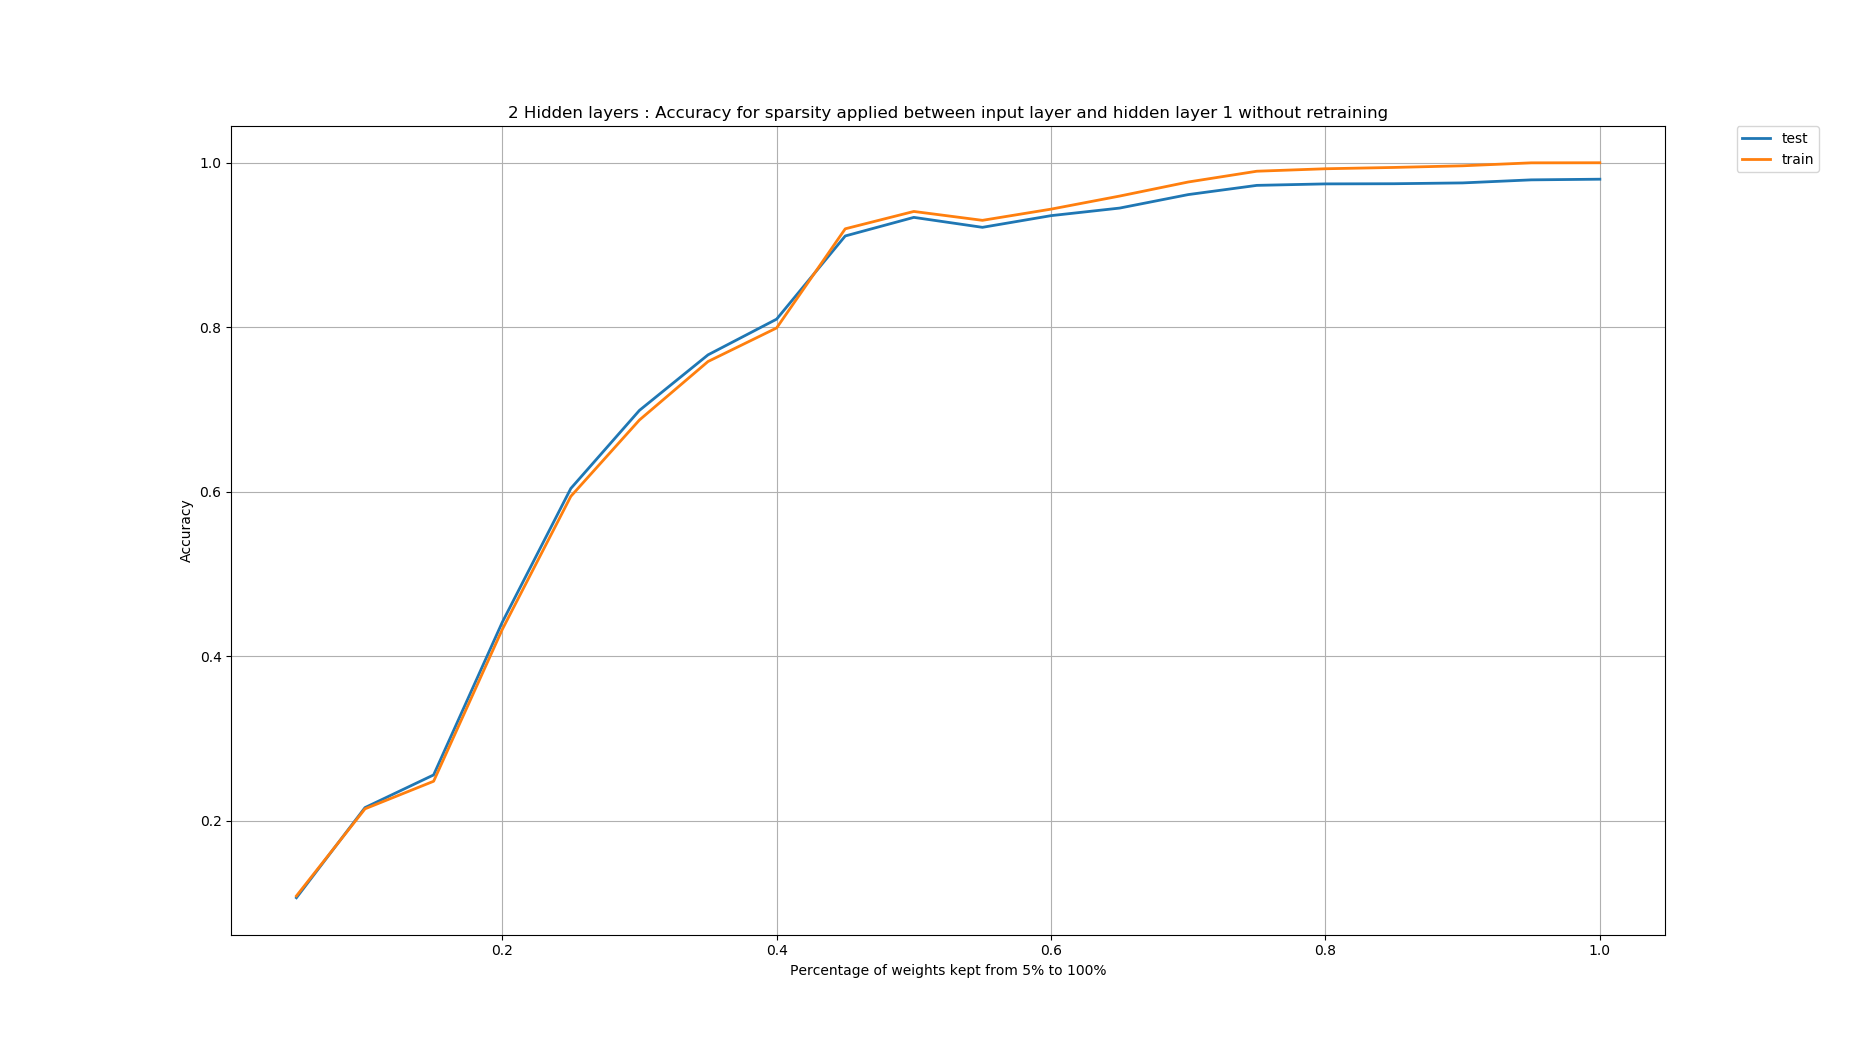 2 Hidden layers : Accuracy for sparsity applied between input layer and hidden layer 1 without retraining
test
train
1.0
0.8
0.6
0.4
0.2
Accuracy
0.2 0.4 0.6 0.8 1.0
Percentage of weights kept from 5% to 100%